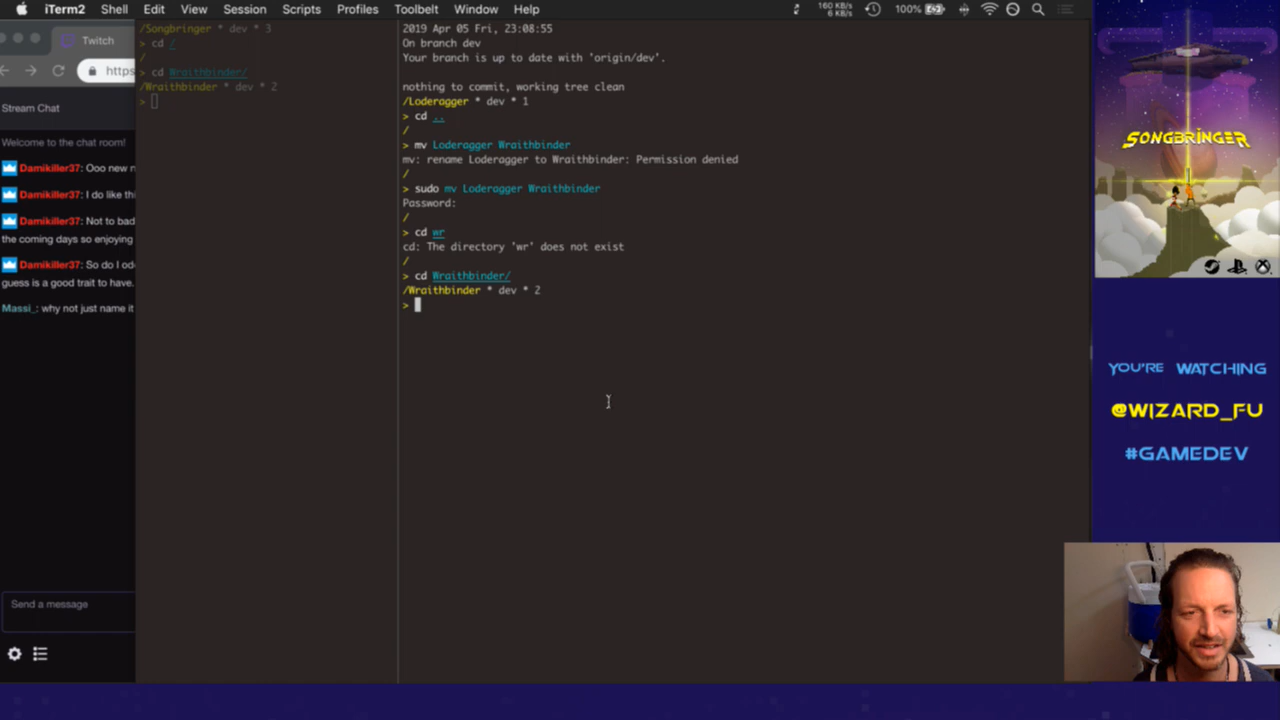 iTerm2 Shell Edit View Session Scripts Profiles Toolbelt Window Help
160 KB/s
6 KB/s
100%
Twitch
https
Stream Chat
Welcome to the chat room!
Damikiller37: Ooo new
Damikiller37: I do like thi
Damikiller37: Not to bad
the coming days so enjoying
Damikiller37: So do I od
guess is a good trait to have.
Massi_: why not just name it
Send a message
/Songbringer * dev * 3
> cd /
/
> cd Wraithbinder/
/Wraithbinder * dev * 2
>
2019 Apr 05 Fri, 23:08:55
On branch dev
Your branch is up to date with 'origin/dev'.
nothing to commit, working tree clean
/Loderagger * dev * 1
> cd ..
/
> mv Loderagger Wraithbinder
mv: rename Loderagger to Wraithbinder: Permission denied
/
> sudo mv Loderagger Wraithbinder
Password:
/
> cd wr
cd: The directory 'wr' does not exist
/
> cd Wraithbinder/
/Wraithbinder * dev * 2
>
SONGBRINGER
YOU'RE WATCHING
@WIZARD_FU
#GAMEDEV